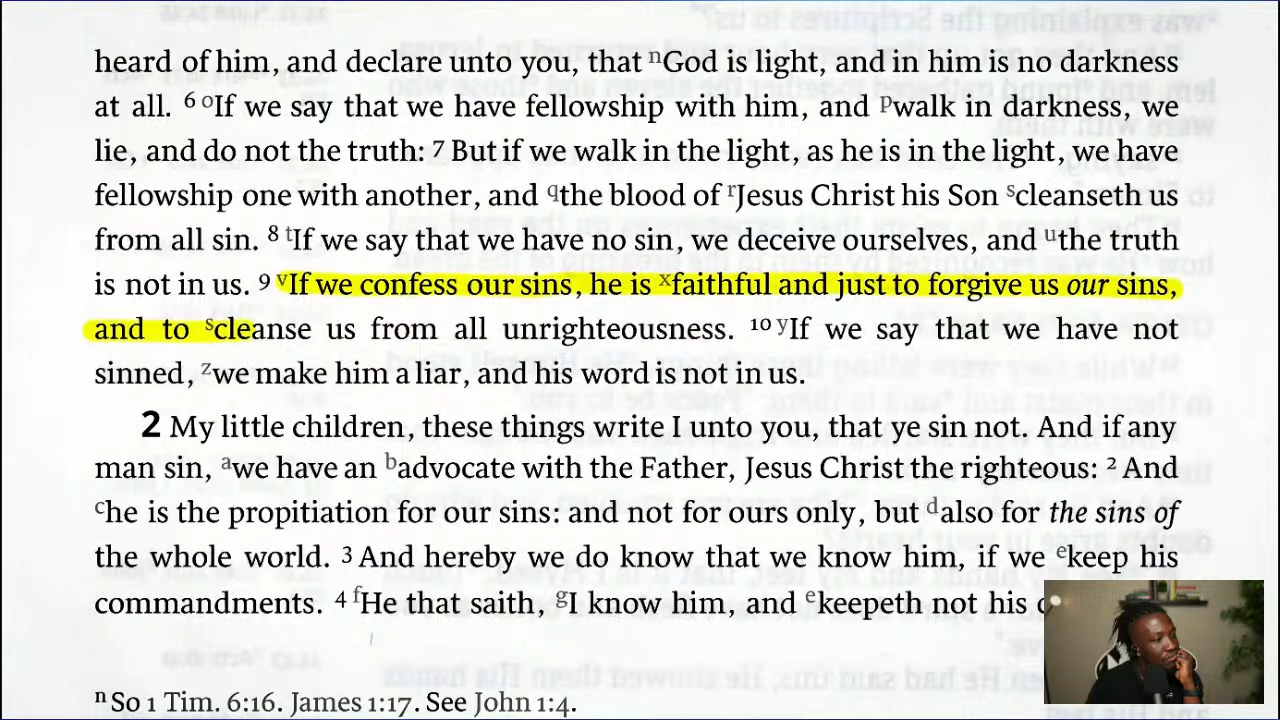 heard of him, and declare unto you, that ⁿGod is light, and in him is no darkness
at all. ⁶ ᵒIf we say that we have fellowship with him, and ᵖwalk in darkness, we
lie, and do not the truth: ⁷ But if we walk in the light, as he is in the light, we have
fellowship one with another, and ᑫthe blood of ʳJesus Christ his Son ˢcleanseth us
from all sin. ⁸ ᵗIf we say that we have no sin, we deceive ourselves, and ᵘthe truth
is not in us. ⁹ ᵛIf we confess our sins, he is ˣfaithful and just to forgive us our sins,
and to ˢcleanse us from all unrighteousness. ¹⁰ ʸIf we say that we have not
sinned, ᶻwe make him a liar, and his word is not in us.
2 My little children, these things write I unto you, that ye sin not. And if any
man sin, ᵃwe have an ᵇadvocate with the Father, Jesus Christ the righteous: ² And
ᶜhe is the propitiation for our sins: and not for ours only, but ᵈalso for the sins of
the whole world. ³ And hereby we do know that we know him, if we ᵉkeep his
commandments. ⁴ ᶠHe that saith, ᵍI know him, and ᵉkeepeth not his
ⁿ So 1 Tim. 6:16. James 1:17. See John 1:4.